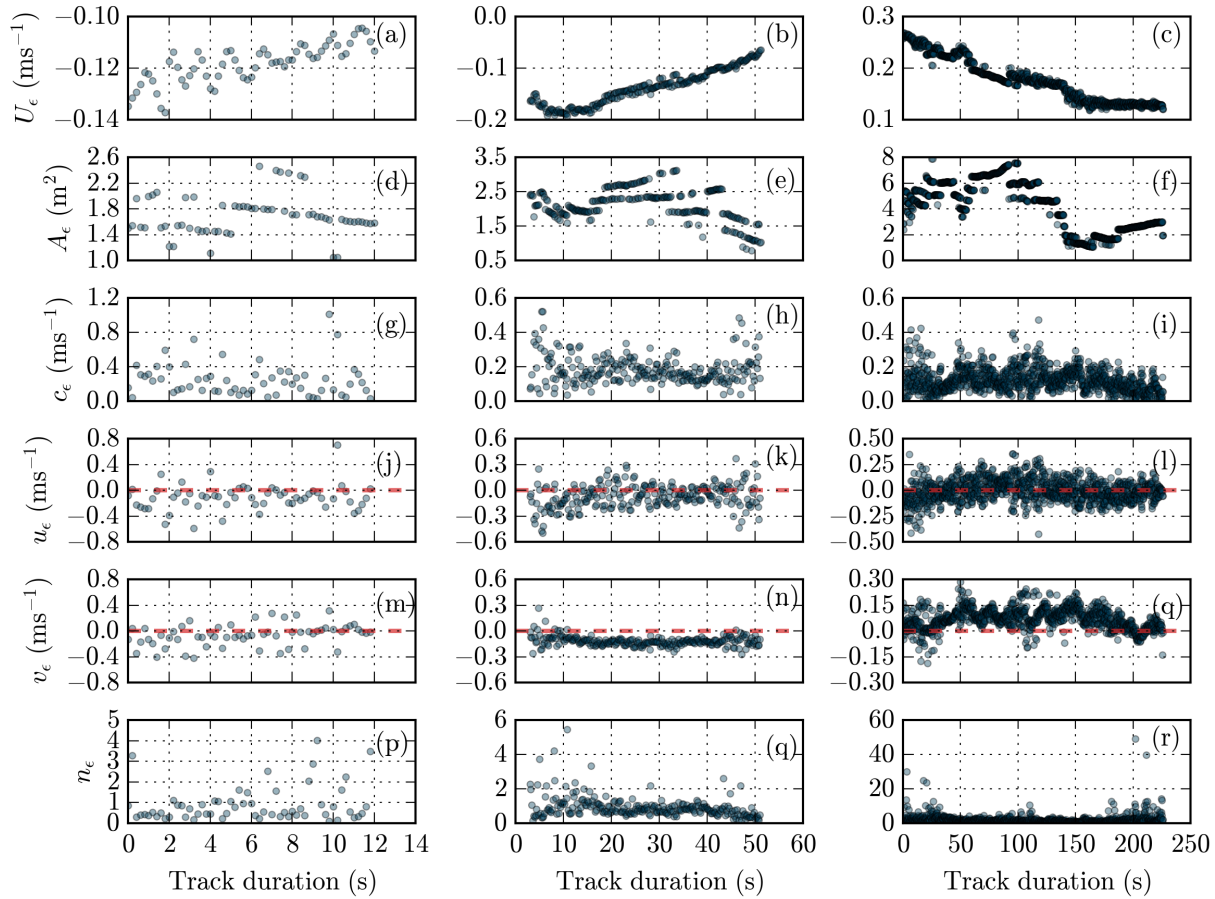 −0.10 −0.12 −0.14 U_ϵ (ms⁻¹) (a)
0.0 −0.1 −0.2 (b)
0.3 0.2 0.1 (c)
2.6 2.2 1.8 1.4 1.0 A_ϵ (m²) (d)
3.5 2.5 1.5 0.5 (e)
8 6 4 2 0 (f)
1.2 0.8 0.4 0.0 c_ϵ (ms⁻¹) (g)
0.6 0.4 0.2 0.0 (h)
0.6 0.4 0.2 0.0 (i)
0.8 0.4 0.0 −0.4 −0.8 u_ϵ (ms⁻¹) (j)
0.6 0.3 0.0 −0.3 −0.6 (k)
0.50 0.25 0.00 −0.25 −0.50 (l)
0.8 0.4 0.0 −0.4 −0.8 v_ϵ (ms⁻¹) (m)
0.6 0.3 0.0 −0.3 −0.6 (n)
0.30 0.15 0.00 −0.15 −0.30 (q)
5 4 3 2 1 0 n_ϵ (p)
6 4 2 0 (q)
60 40 20 0 (r)
0 2 4 6 8 10 12 14
0 10 20 30 40 50 60
0 50 100 150 200 250
Track duration (s)
Track duration (s)
Track duration (s)